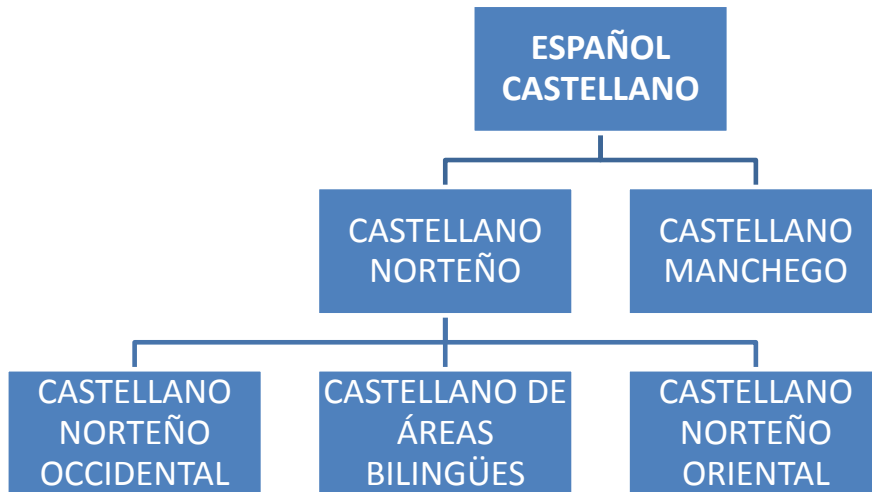 ESPAÑOL
CASTELLANO
CASTELLANO
NORTEÑO
CASTELLANO
MANCHEGO
CASTELLANO
NORTEÑO
OCCIDENTAL
CASTELLANO DE
ÁREAS
BILINGÜES
CASTELLANO
NORTEÑO
ORIENTAL